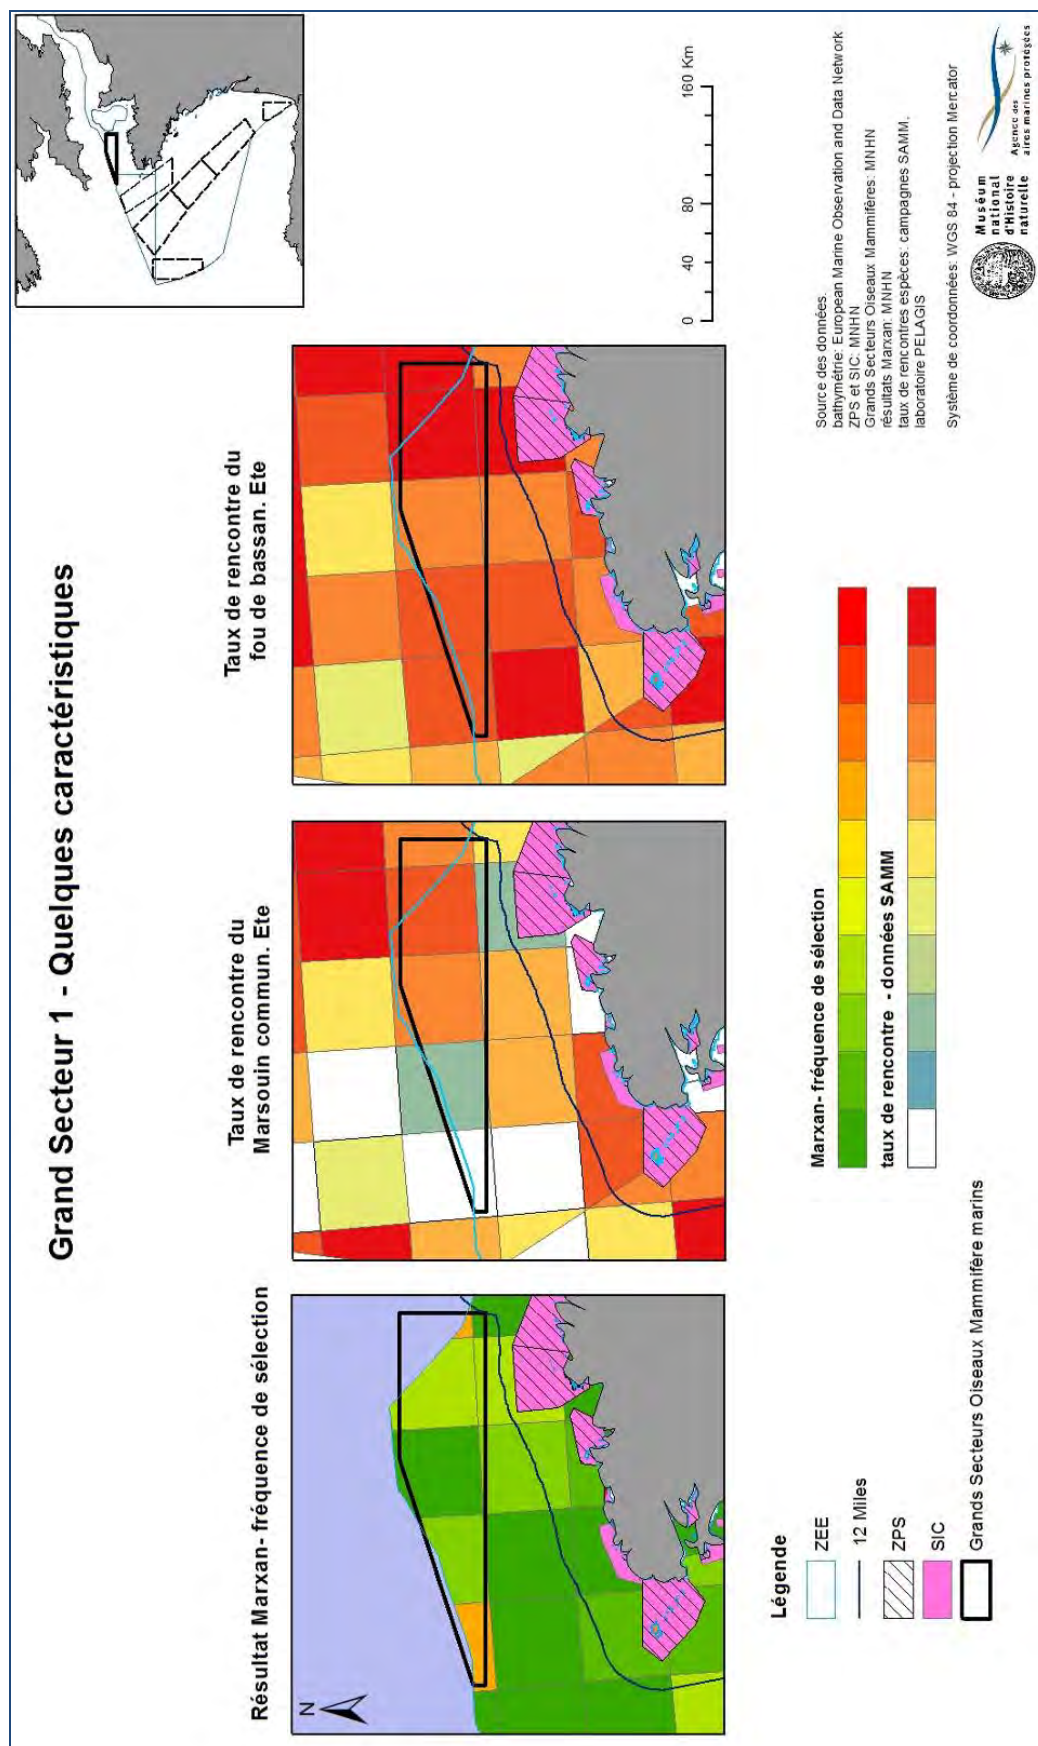 Grand Secteur 1 - Quelques caractéristiques
Résultat Marxan- fréquence de sélection
Taux de rencontre du
Marsouin commun. Ete
Taux de rencontre du
fou de bassan. Ete
N
0 40 80 160 Km
Légende
ZEE
12 Miles
ZPS
SIC
Grands Secteurs Oiseaux Mammifère marins
Marxan- fréquence de sélection
taux de rencontre - données SAMM
Source des données
bathymétrie: European Marine Observation and Data Network
ZPS et SIC: MNHN
Grands Secteurs Oiseaux Mammifères: MNHN
résultats Marxan: MNHN
taux de rencontres espèces: campagnes SAMM.
laboratoire PELAGIS
Système de coordonnées: WGS 84 - projection Mercator
Muséum
national
d'Histoire
naturelle
Agence des
aires marines protégées